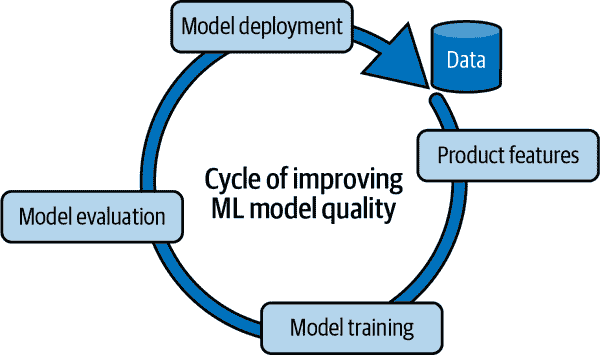 Model deployment
Data
Product features
Cycle of improving
ML model quality
Model evaluation
Model training